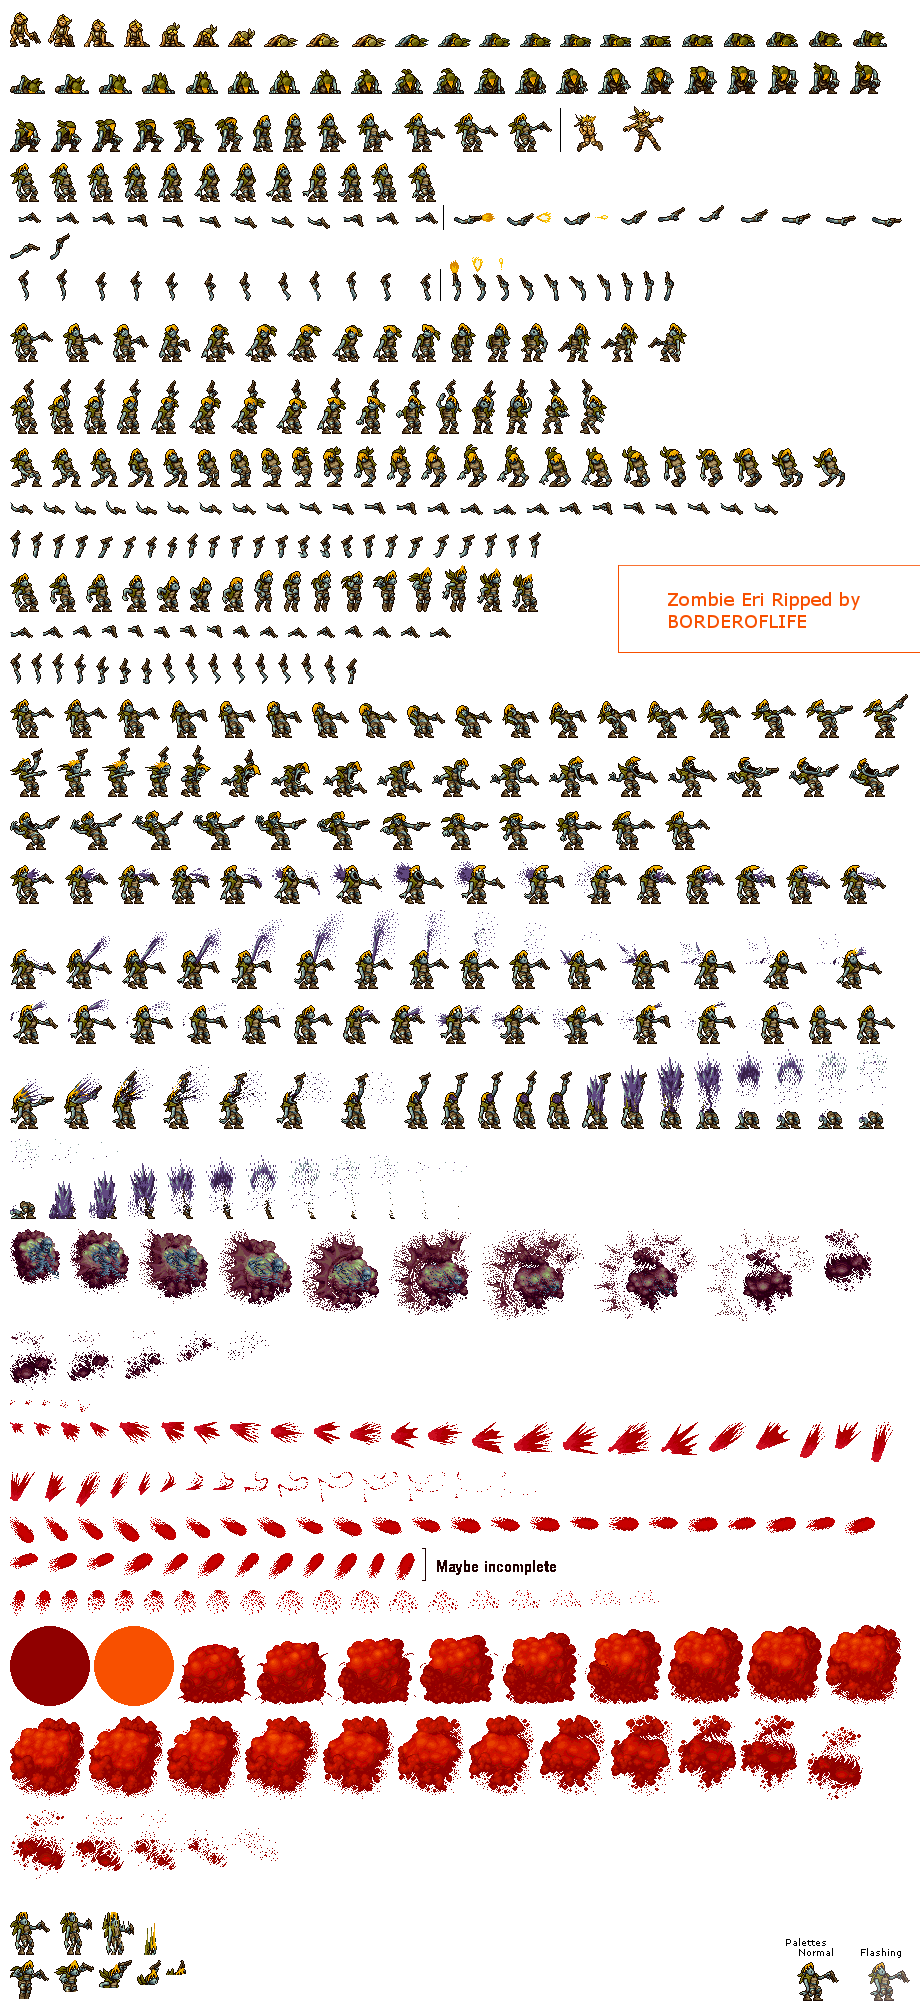 Zombie Eri Ripped by
BORDEROFLIFE
Maybe incomplete
Palettes
Normal
Flashing